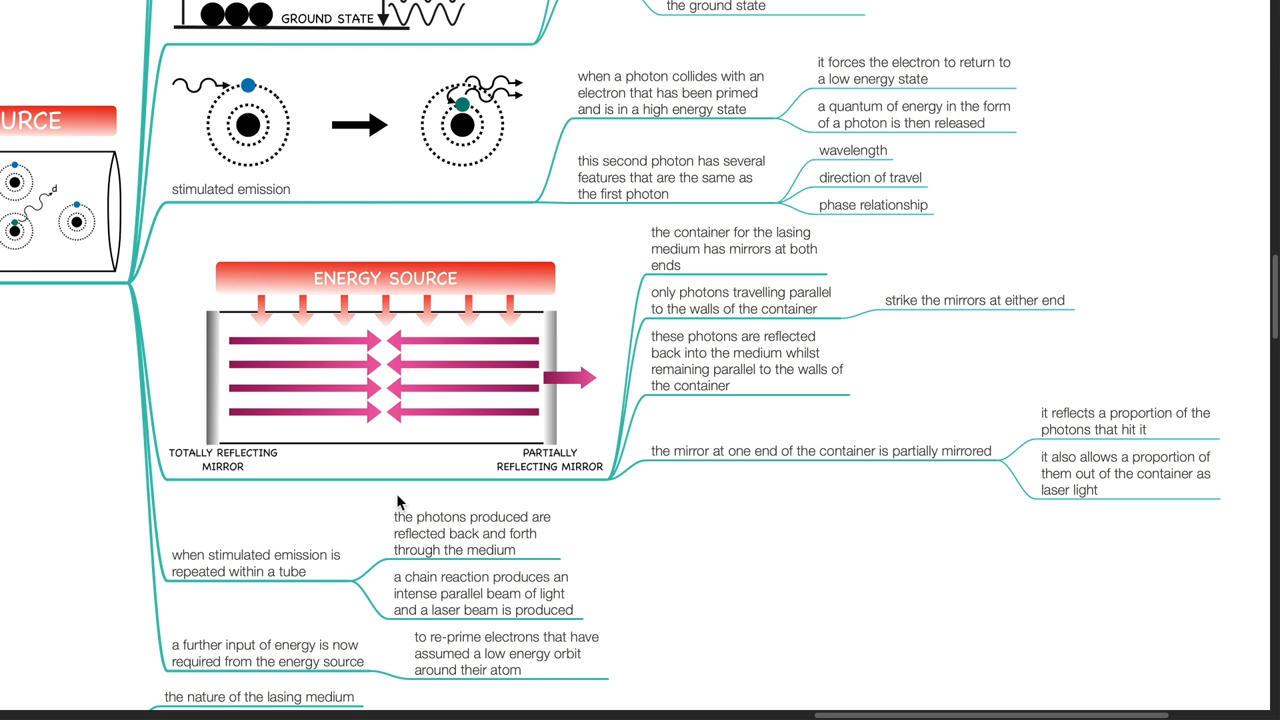 the ground state
GROUND STATE
URCE
d
stimulated emission
when a photon collides with an
electron that has been primed
and is in a high energy state
it forces the electron to return to
a low energy state
a quantum of energy in the form
of a photon is then released
this second photon has several
features that are the same as
the first photon
wavelength
direction of travel
phase relationship
ENERGY SOURCE
TOTALLY REFLECTING
MIRROR
PARTIALLY
REFLECTING MIRROR
the container for the lasing
medium has mirrors at both
ends
only photons travelling parallel
to the walls of the container
strike the mirrors at either end
these photons are reflected
back into the medium whilst
remaining parallel to the walls of
the container
the mirror at one end of the container is partially mirrored
it reflects a proportion of the
photons that hit it
it also allows a proportion of
them out of the container as
laser light
when stimulated emission is
repeated within a tube
the photons produced are
reflected back and forth
through the medium
a chain reaction produces an
intense parallel beam of light
and a laser beam is produced
a further input of energy is now
required from the energy source
to re-prime electrons that have
assumed a low energy orbit
around their atom
the nature of the lasing medium